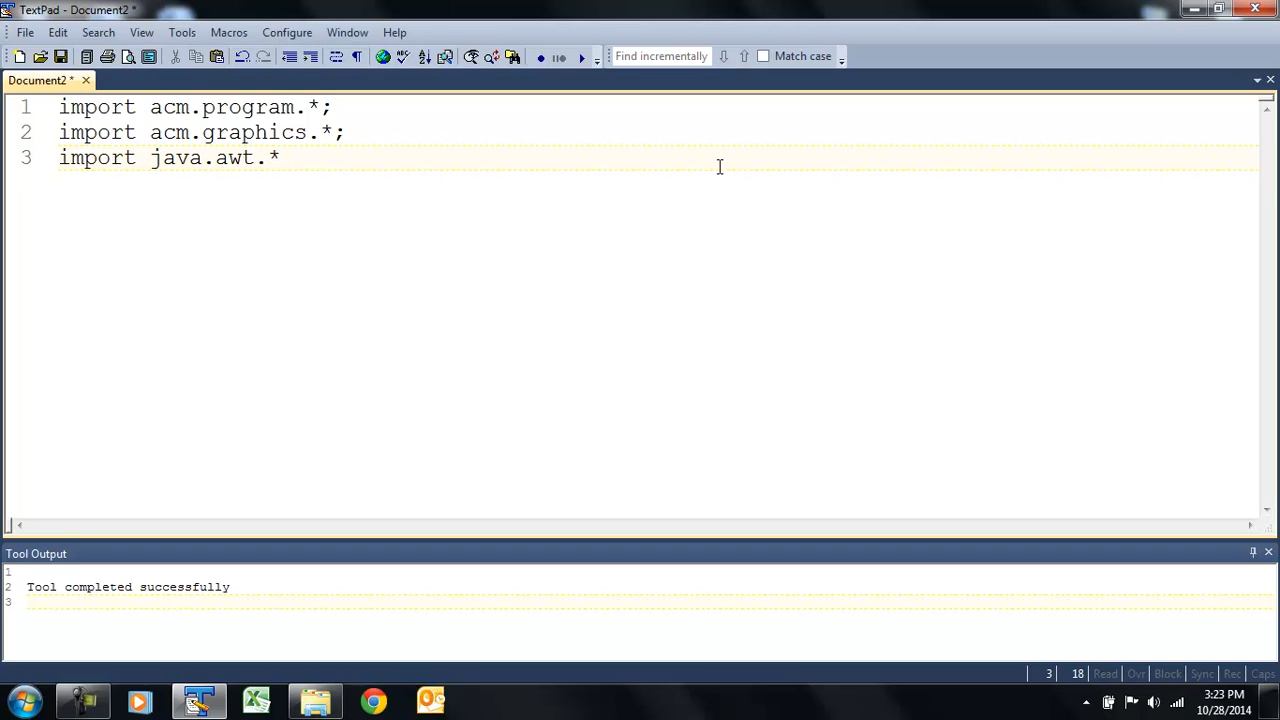 TextPad - Document2 *
File Edit Search View Tools Macros Configure Window Help
Find incrementally Match case
Document2 *
1 import acm.program.*;
2 import acm.graphics.*;
3 import java.awt.*
Tool Output
1
2 Tool completed successfully
3
3 18 Read Ovr Block Sync Rec Caps
3:23 PM
10/28/2014